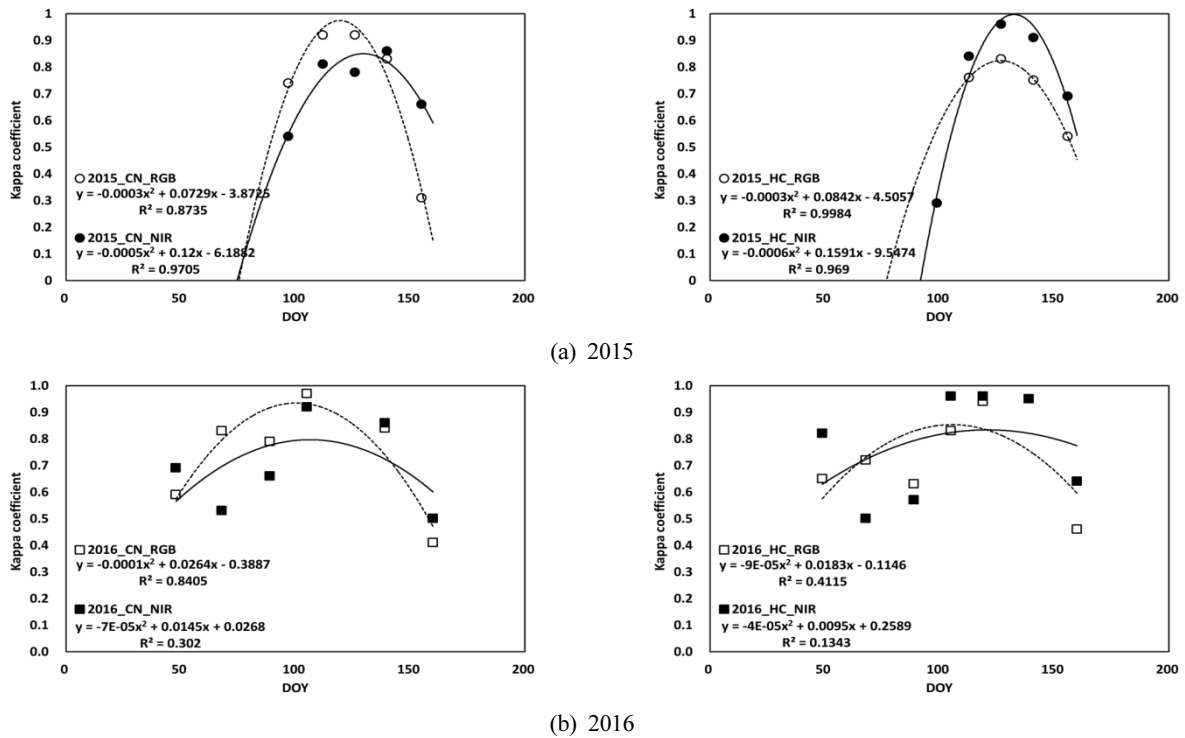 Kappa coefficient
1
0.9
0.8
0.7
0.6
0.5
0.4
0.3
0.2
0.1
0
2015_CN_RGB
y = -0.0003x² + 0.0729x - 3.8725
R² = 0.8735
2015_CN_NIR
y = -0.0005x² + 0.12x - 6.1882
R² = 0.9705
0 50 100 150 200
DOY
Kappa coefficient
1
0.9
0.8
0.7
0.6
0.5
0.4
0.3
0.2
0.1
0
2015_HC_RGB
y = -0.0003x² + 0.0842x - 4.5057
R² = 0.9984
2015_HC_NIR
y = -0.0006x² + 0.1591x - 9.5474
R² = 0.969
0 50 100 150 200
DOY
(a) 2015
Kappa coefficient
1.0
0.9
0.8
0.7
0.6
0.5
0.4
0.3
0.2
0.1
0.0
2016_CN_RGB
y = -0.0001x² + 0.0264x - 0.3887
R² = 0.8405
2016_CN_NIR
y = -7E-05x² + 0.0145x + 0.0268
R² = 0.302
0 50 100 150 200
DOY
Kappa coefficient
1.0
0.9
0.8
0.7
0.6
0.5
0.4
0.3
0.2
0.1
0.0
2016_HC_RGB
y = -9E-05x² + 0.0183x - 0.1146
R² = 0.4115
2016_HC_NIR
y = -4E-05x² + 0.0095x + 0.2589
R² = 0.1343
0 50 100 150 200
DOY
(b) 2016